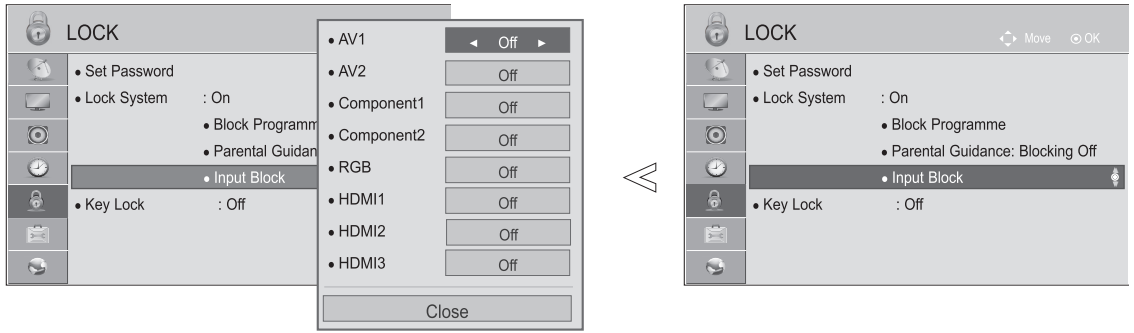 LOCK
• Set Password
• Lock System : On
• Block Programm
• Parental Guidan
• Input Block
• Key Lock : Off
• AV1 ◄ Off ►
• AV2 Off
• Component1 Off
• Component2 Off
• RGB Off
• HDMI1 Off
• HDMI2 Off
• HDMI3 Off
Close
LOCK
Move OK
• Set Password
• Lock System : On
• Block Programme
• Parental Guidance: Blocking Off
• Input Block
• Key Lock : Off